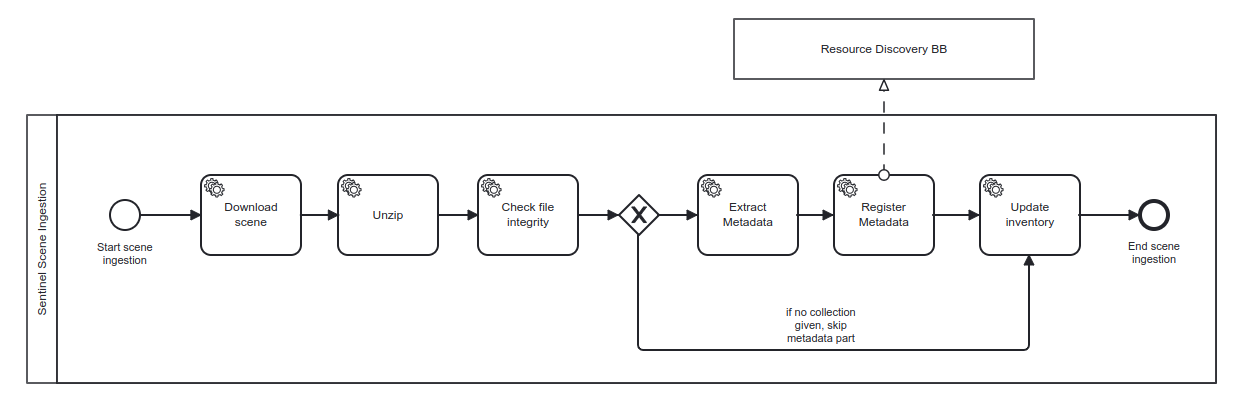 Resource Discovery BB
Sentinel Scene Ingestion
Start scene
ingestion
Download
scene
Unzip
Check file
integrity
X
Extract
Metadata
Register
Metadata
Update
inventory
End scene
ingestion
if no collection
given, skip
metadata part